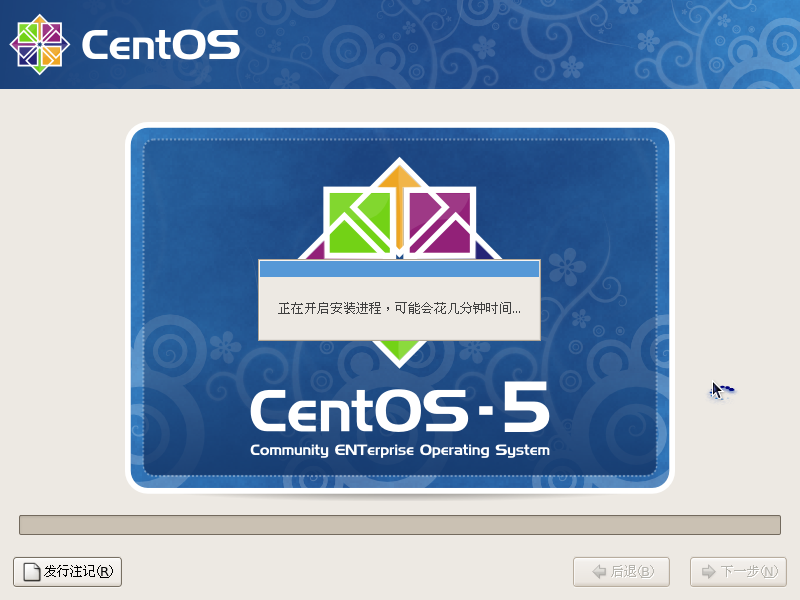 CentOS
正在开启安装进程，可能会花几分钟时间...
CentOS-5
Community ENTerprise Operating System
发行注记(R)
后退(B)
下一步(N)